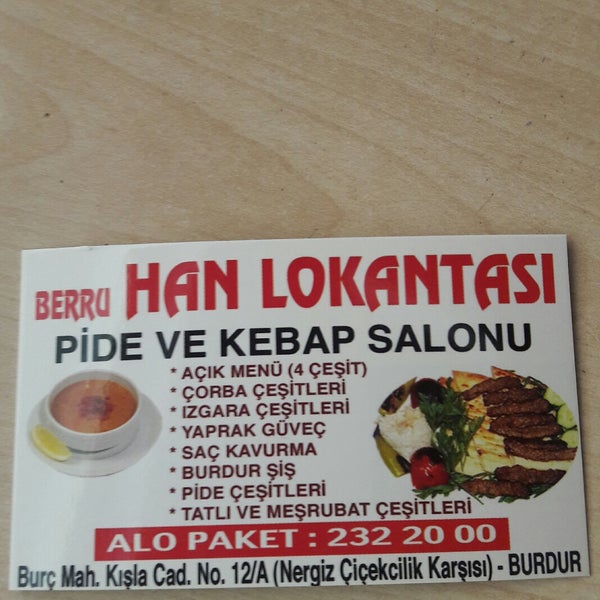 BERRU HAN LOKANTASI
PİDE VE KEBAP SALONU
* AÇIK MENÜ (4 ÇEŞİT)
* ÇORBA ÇEŞİTLERİ
* IZGARA ÇEŞİTLERİ
* YAPRAK GÜVEÇ
* SAÇ KAVURMA
* BURDUR ŞİŞ
* PİDE ÇEŞİTLERİ
* TATLI VE MEŞRUBAT ÇEŞİTLERİ
ALO PAKET : 232 20 00
Burç Mah. Kışla Cad. No. 12/A (Nergiz Çiçekcilik Karşısı) - BURDUR